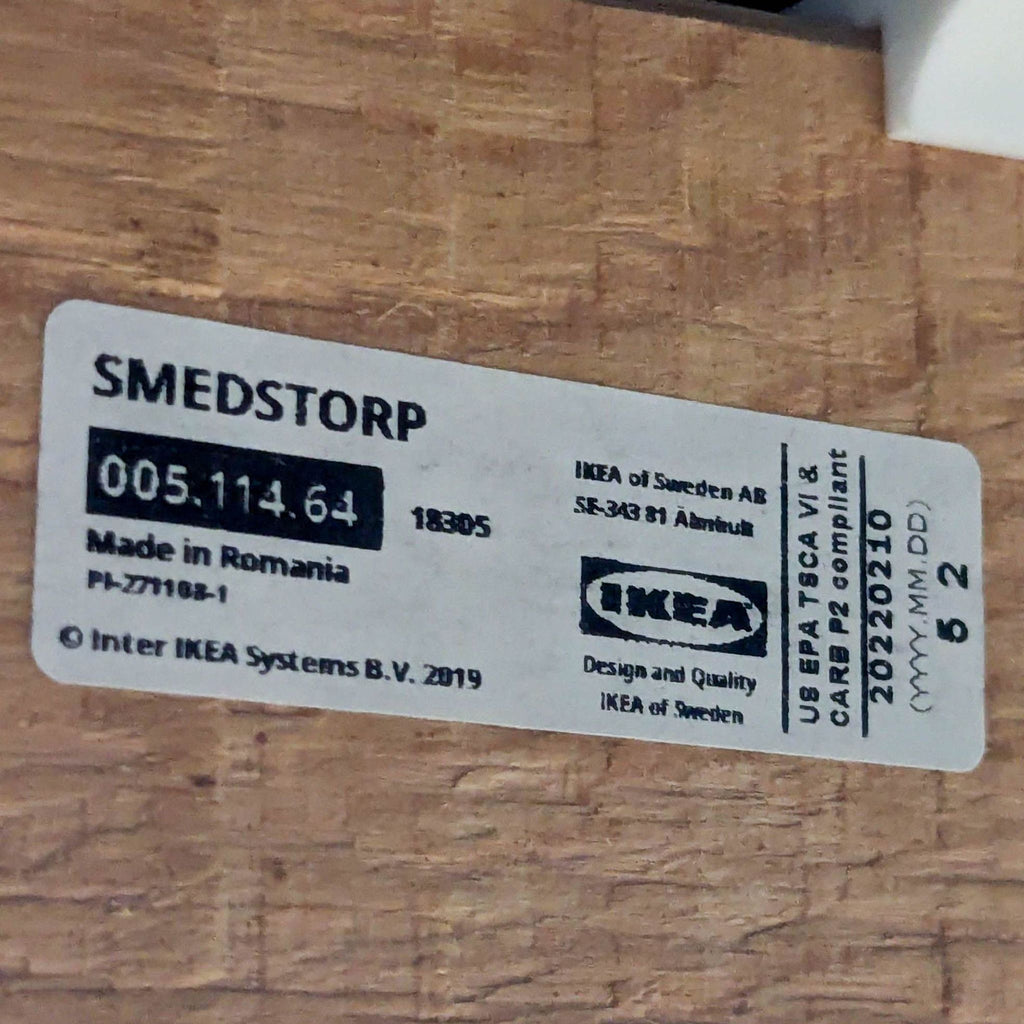 SMEDSTORP
005.114.64
18305
Made in Romania
PI-271108-1
© Inter IKEA Systems B.V. 2019
IKEA of Sweden AB
SE-343 81 Älmhult
IKEA
Design and Quality
IKEA of Sweden
US EPA TSCA VI &
CARB P2 compliant
20220210
(YYYY.MM.DD)
5 2